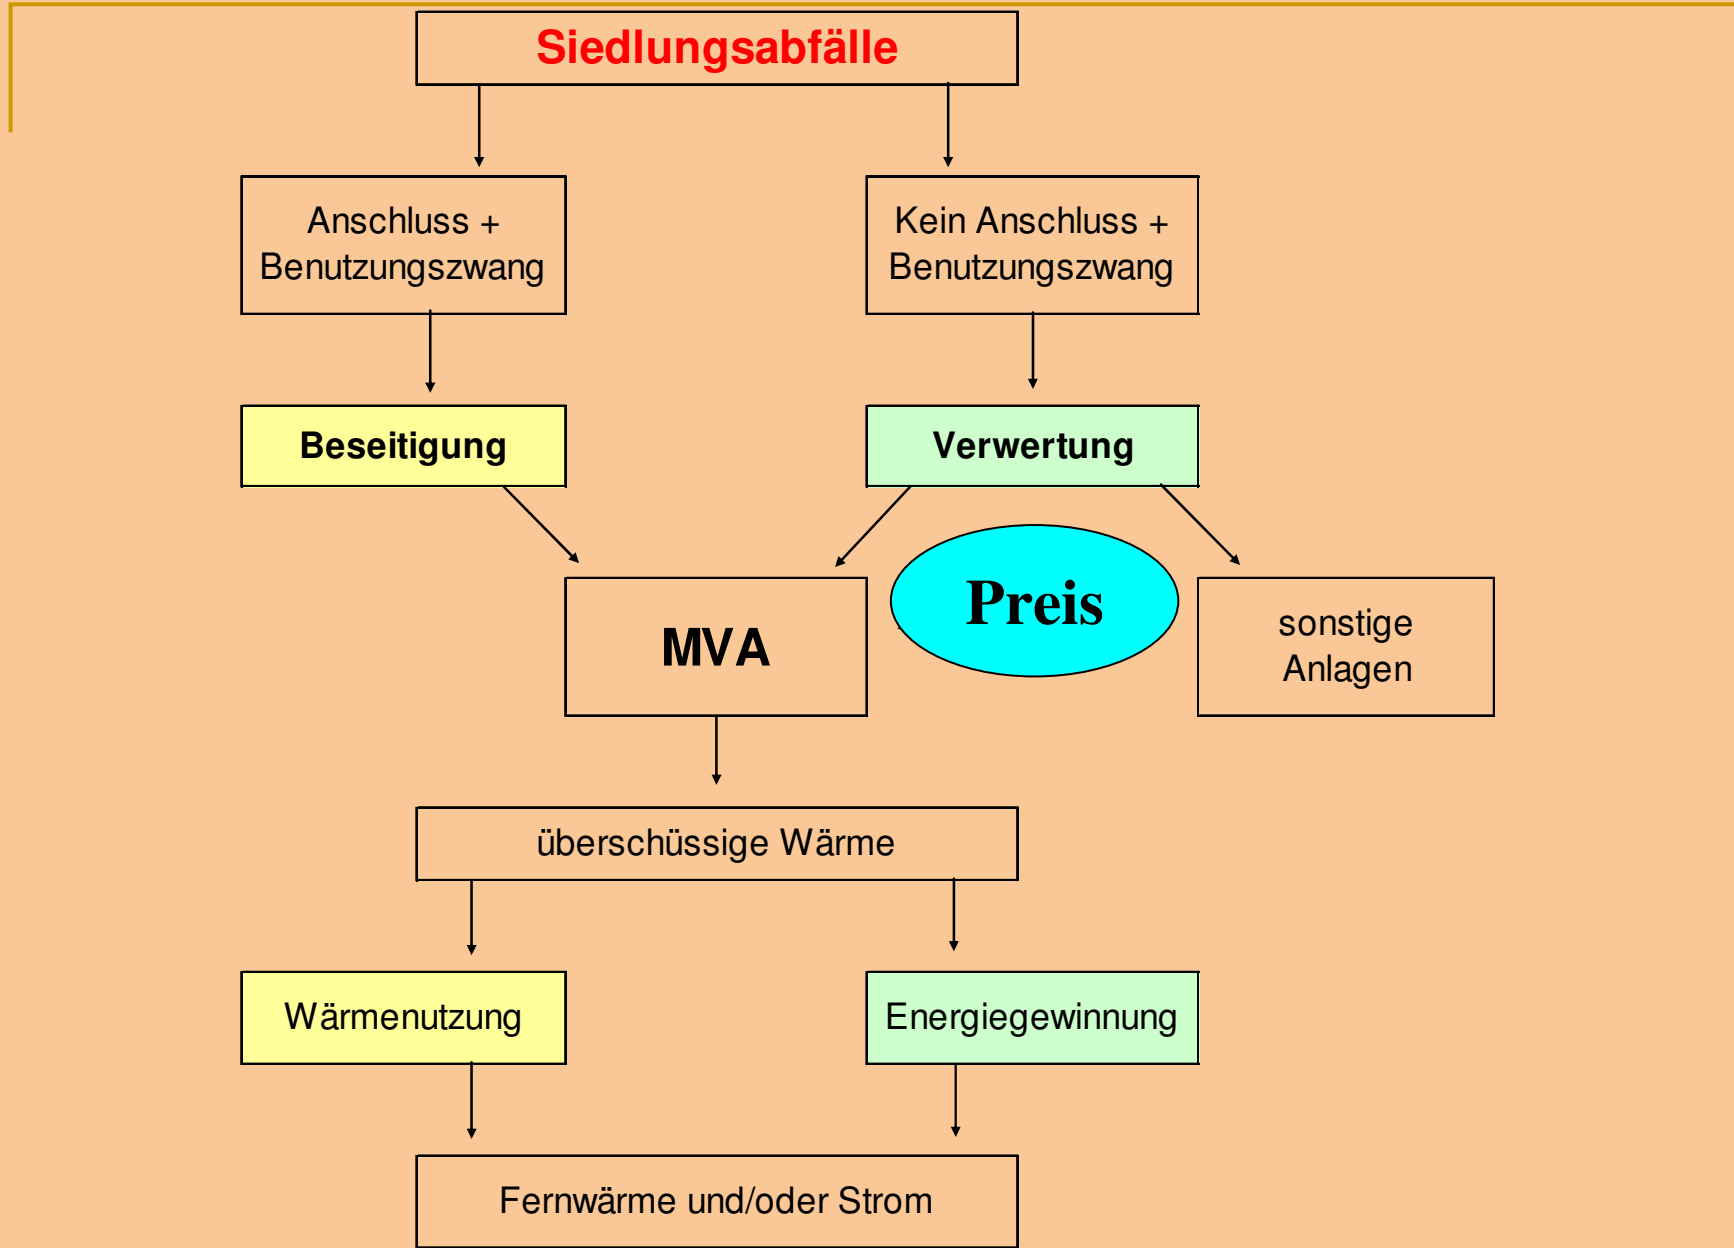 Siedlungsabfälle
Anschluss +
Benutzungszwang
Kein Anschluss +
Benutzungszwang
Beseitigung
Verwertung
MVA
Preis
sonstige
Anlagen
überschüssige Wärme
Wärmenutzung
Energiegewinnung
Fernwärme und/oder Strom